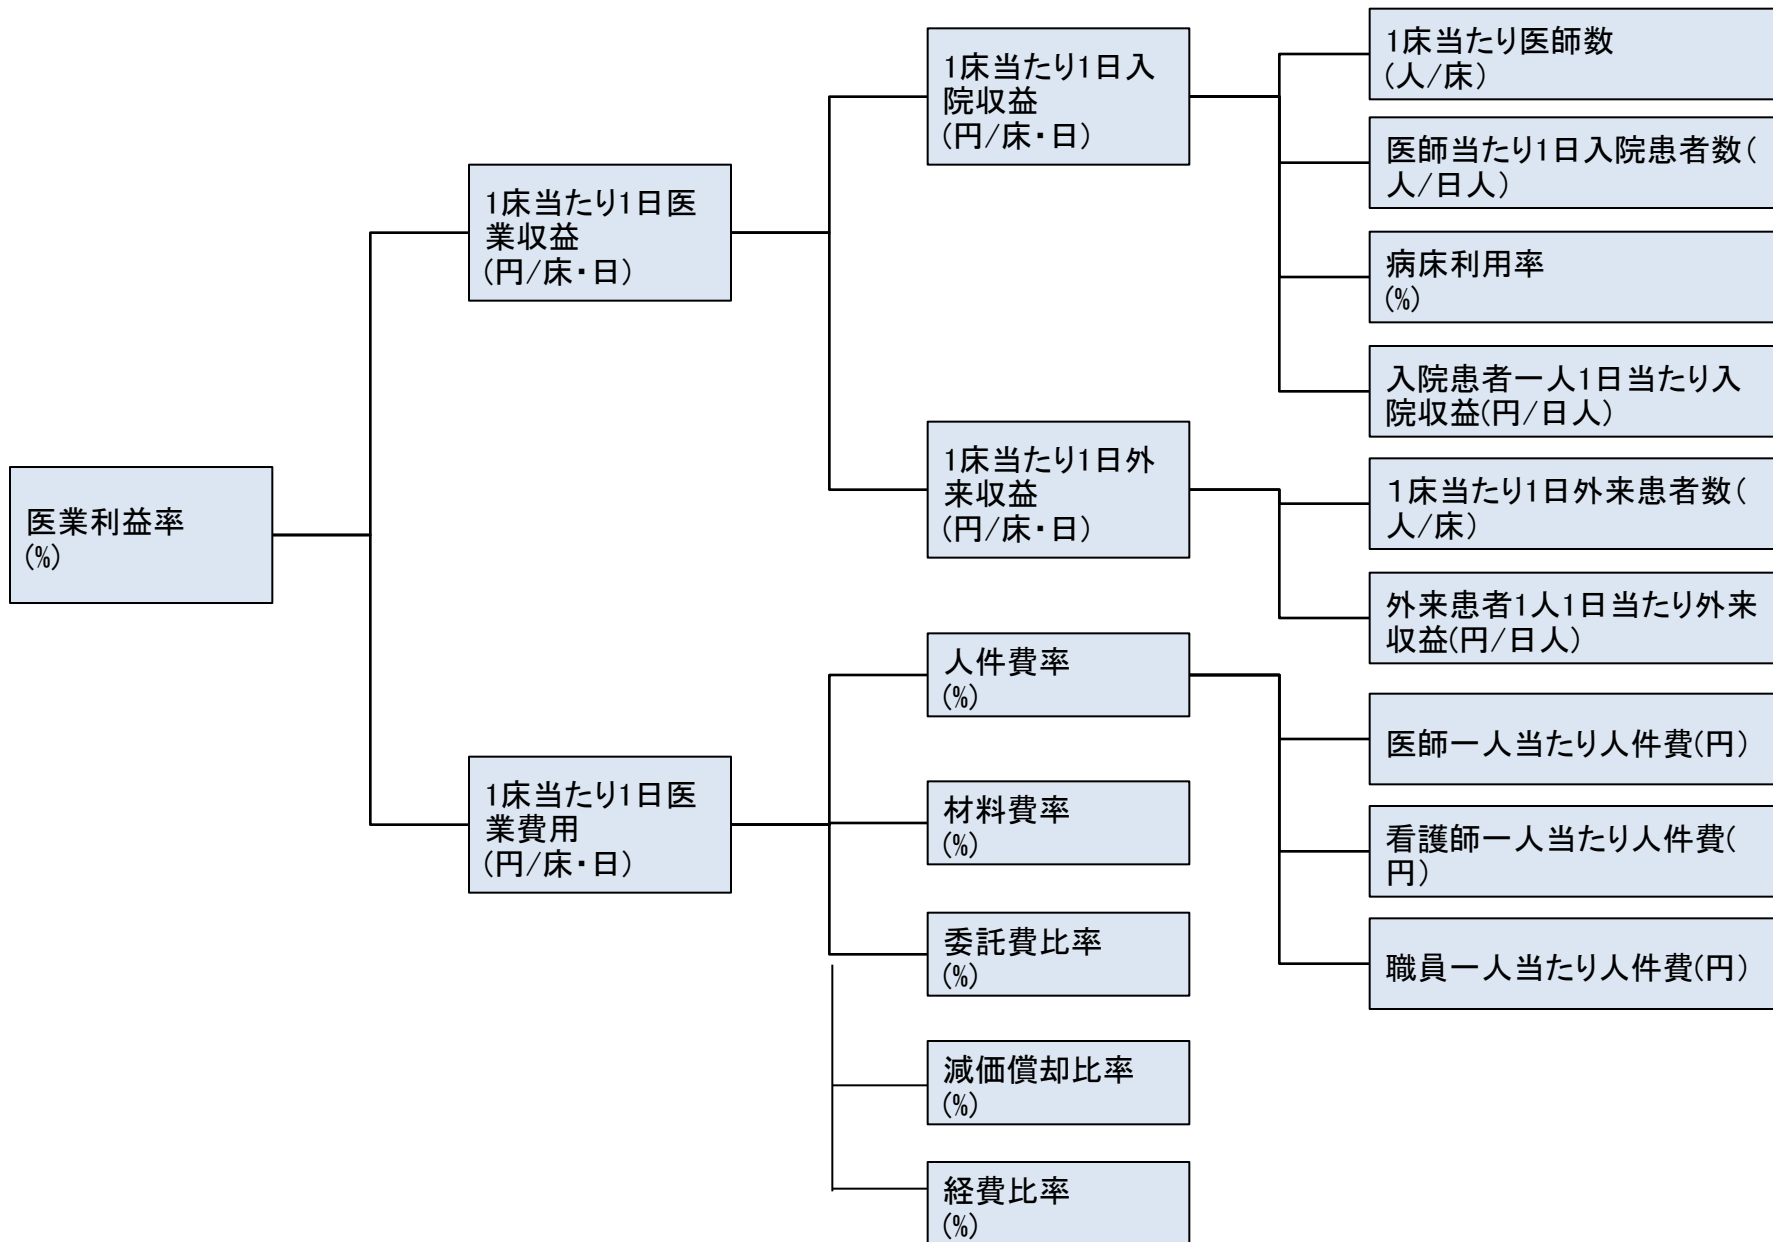 医業利益率
(%)
1床当たり1日医
業収益
(円/床・日)
1床当たり1日医
業費用
(円/床・日)
1床当たり1日入
院収益
(円/床・日)
1床当たり1日外
来収益
(円/床・日)
人件費率
(%)
材料費率
(%)
委託費比率
(%)
減価償却比率
(%)
経費比率
(%)
1床当たり医師数
(人/床)
医師当たり1日入院患者数(
人/日人)
病床利用率
(%)
入院患者一人1日当たり入
院収益(円/日人)
1床当たり1日外来患者数(
人/床)
外来患者1人1日当たり外来
収益(円/日人)
医師一人当たり人件費(円)
看護師一人当たり人件費(
円)
職員一人当たり人件費(円)